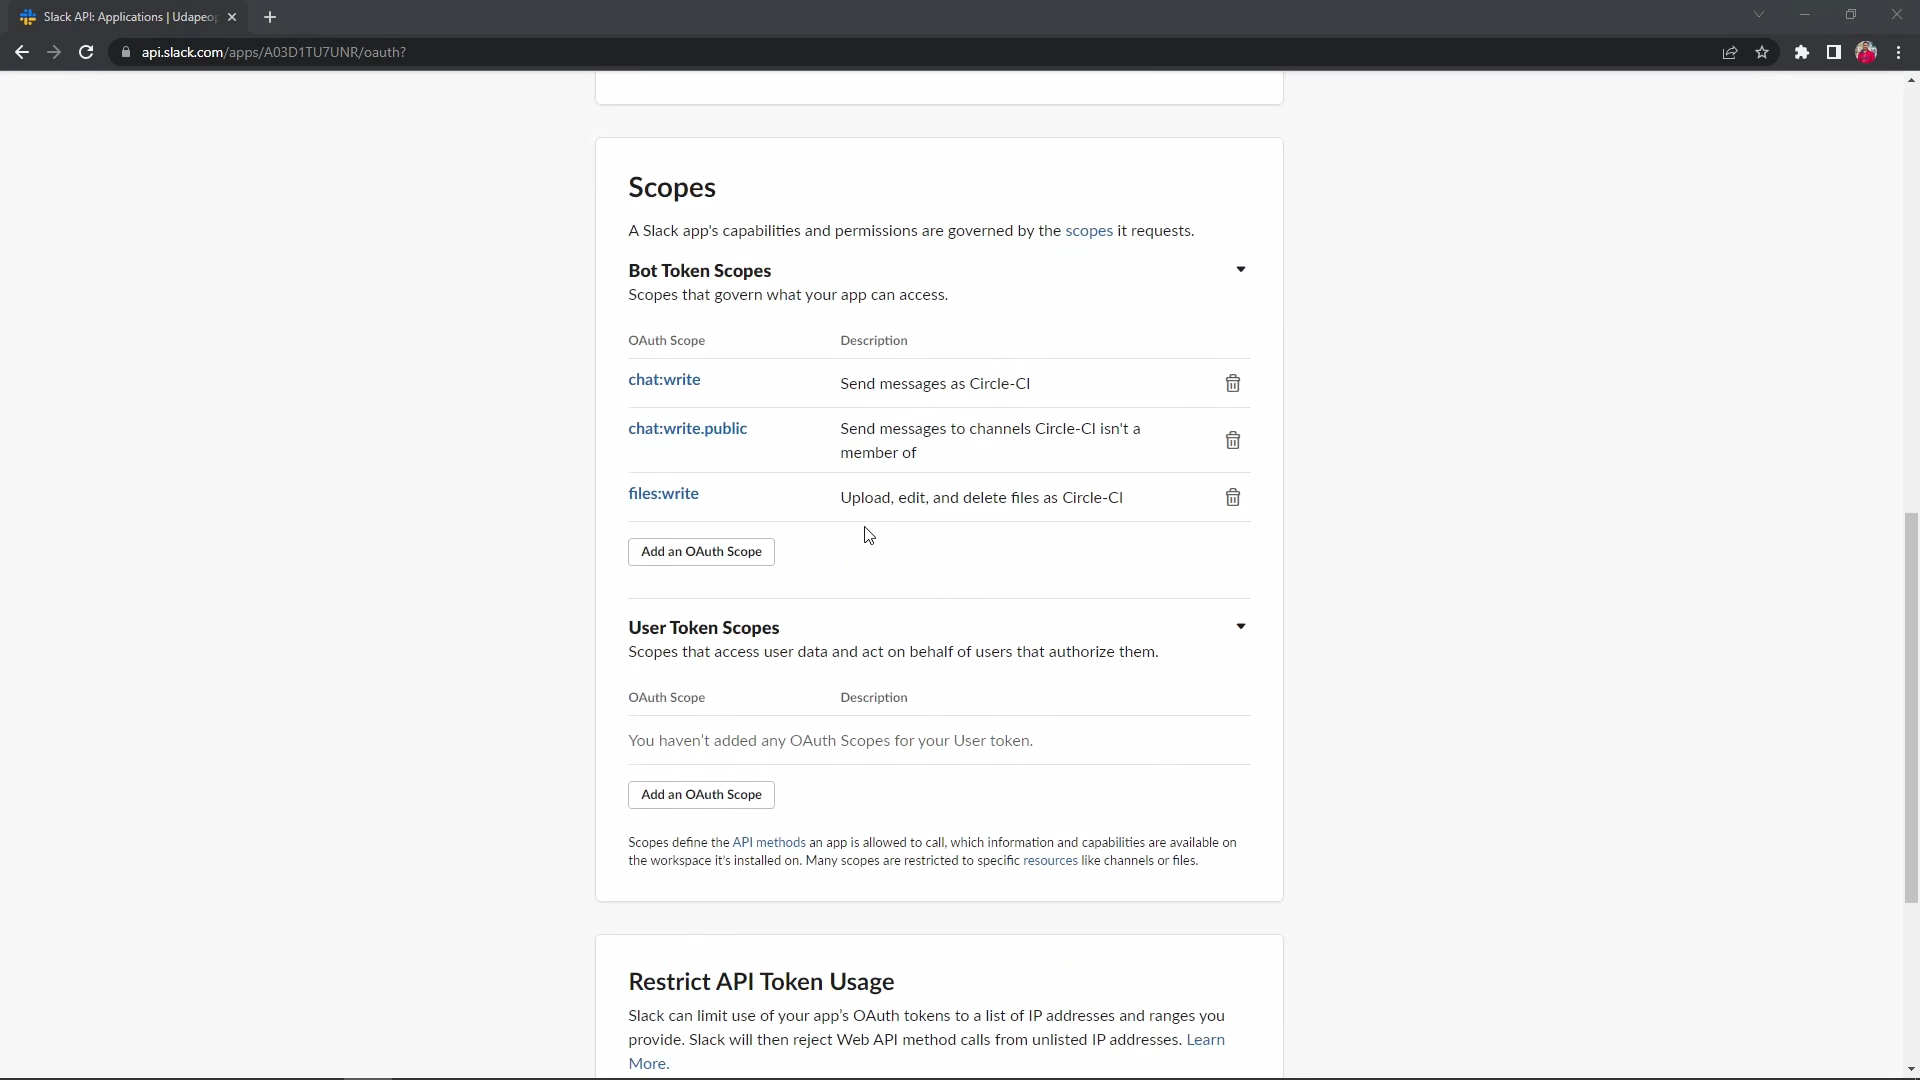 Slack API: Applications | Udapeop
api.slack.com/apps/A03D1TU7UNR/oauth?
Scopes
A Slack app's capabilities and permissions are governed by the scopes it requests.
Bot Token Scopes
Scopes that govern what your app can access.
OAuth Scope Description
chat:write Send messages as Circle-CI
chat:write.public Send messages to channels Circle-CI isn't a
member of
files:write Upload, edit, and delete files as Circle-CI
Add an OAuth Scope
User Token Scopes
Scopes that access user data and act on behalf of users that authorize them.
OAuth Scope Description
You haven't added any OAuth Scopes for your User token.
Add an OAuth Scope
Scopes define the API methods an app is allowed to call, which information and capabilities are available on
the workspace it's installed on. Many scopes are restricted to specific resources like channels or files.
Restrict API Token Usage
Slack can limit use of your app's OAuth tokens to a list of IP addresses and ranges you
provide. Slack will then reject Web API method calls from unlisted IP addresses. Learn
More.